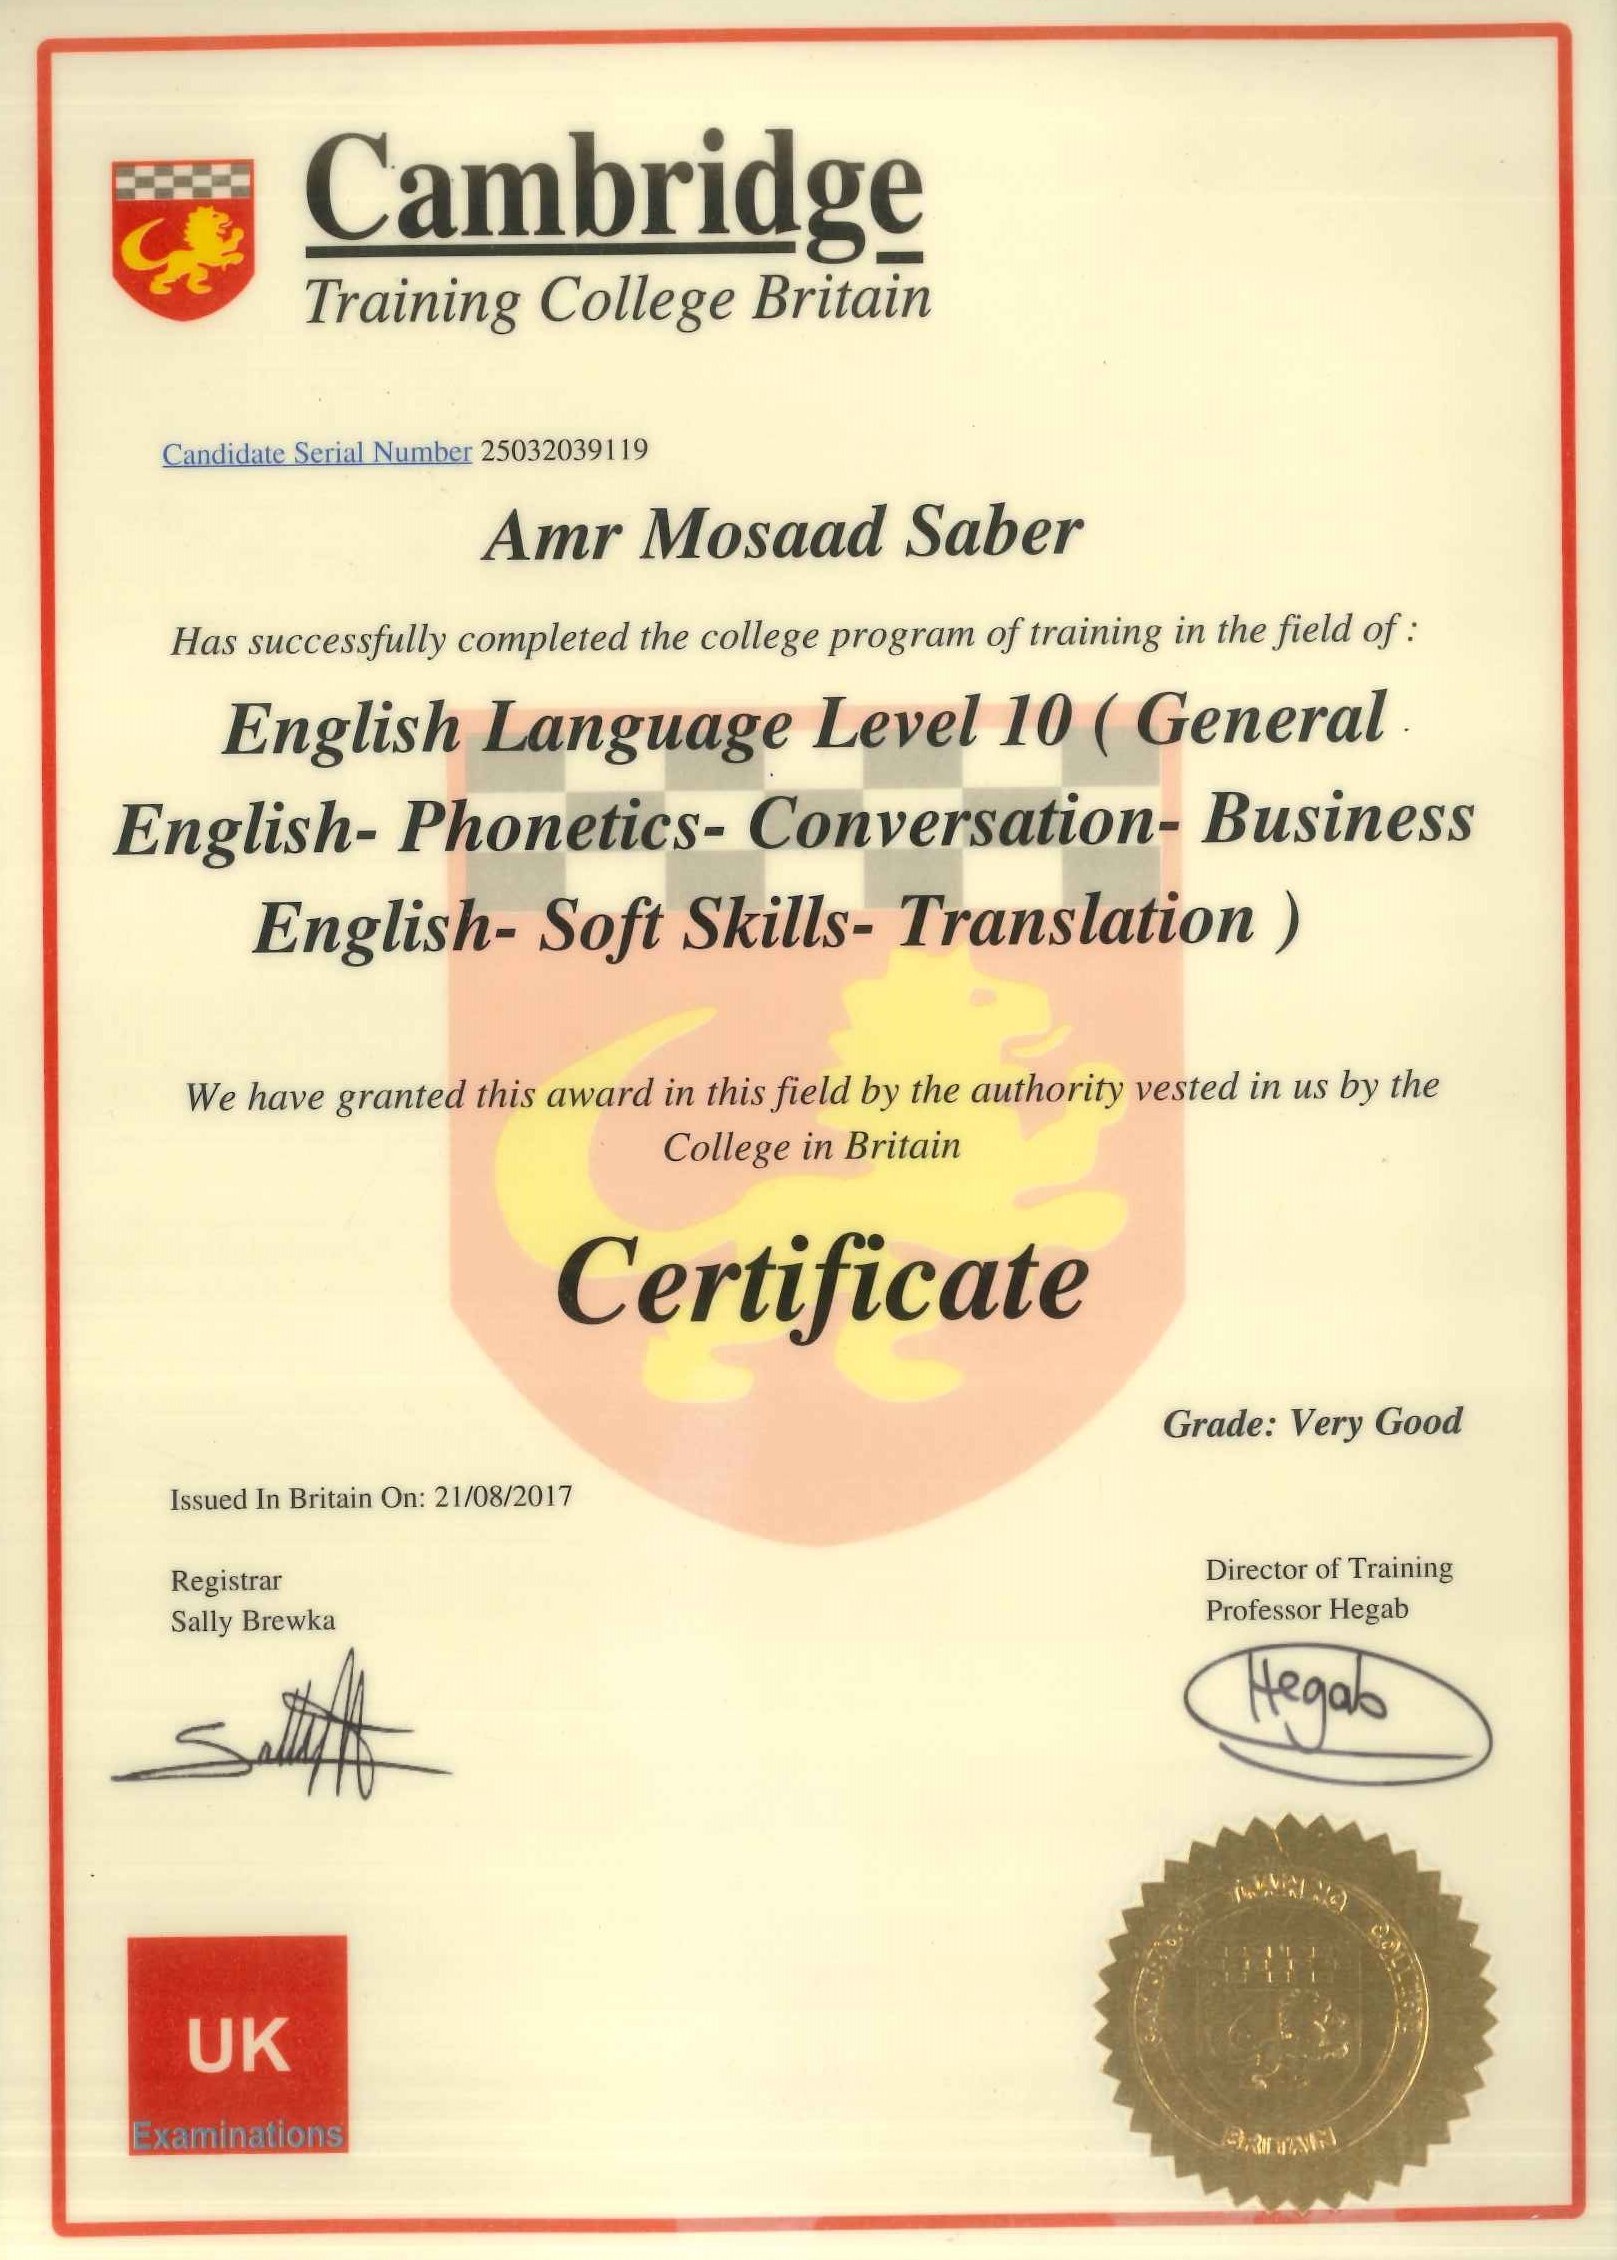 Cambridge
Training College Britain
Candidate Serial Number 25032039119
Amr Mosaad Saber
Has successfully completed the college program of training in the field of :
English Language Level 10 ( General
English- Phonetics- Conversation- Business
English- Soft Skills- Translation )
We have granted this award in this field by the authority vested in us by the
College in Britain
Certificate
Grade: Very Good
Issued In Britain On: 21/08/2017
Registrar
Sally Brewka
Director of Training
Professor Hegab
Hegab
UK
Examinations
CAMBRIDGE TRAINING COLLEGE
BRITAIN